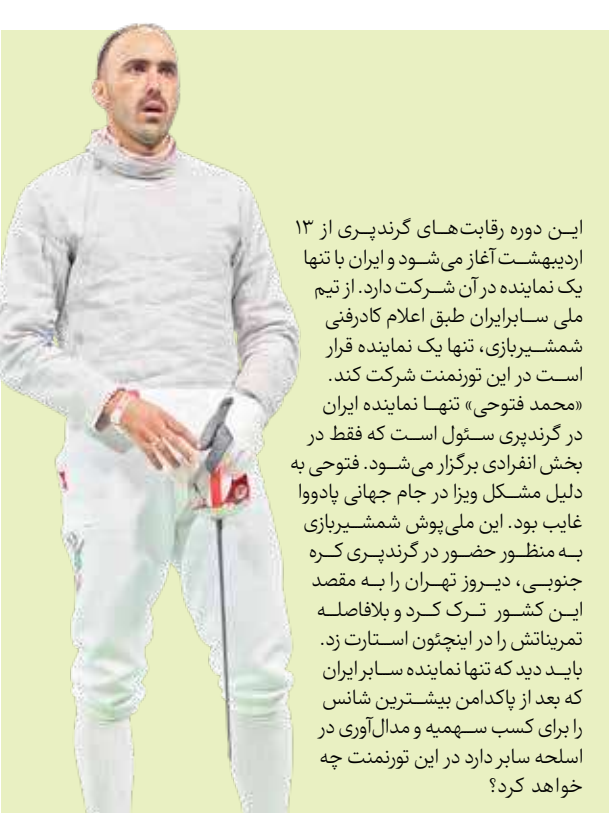 این دوره رقابت‌های گرندپری از ۱۳
اردیبهشت آغاز می‌شود و ایران با تنها
یک نماینده در آن شرکت دارد. از تیم
ملی سابرایران طبق اعلام کادرفنی
شمشیربازی، تنها یک نماینده قرار
است در این تورنمنت شرکت کند.
«محمد فتوحی» تنها نماینده ایران
در گرندپری سئول است که فقط در
بخش انفرادی برگزار می‌شود. فتوحی به
دلیل مشکل ویزا در جام جهانی پادووا
غایب بود. این ملی‌پوش شمشیربازی
به منظور حضور در گرندپری کره
جنوبی، دیروز تهران را به مقصد
این کشور ترک کرد و بلافاصله
تمریناتش را در اینچئون استارت زد.
باید دید که تنها نماینده سابر ایران
که بعد از پاکدامن بیشترین شانس
را برای کسب سهمیه و مدال‌آوری در
اسلحه سابر دارد در این تورنمنت چه
خواهد کرد؟